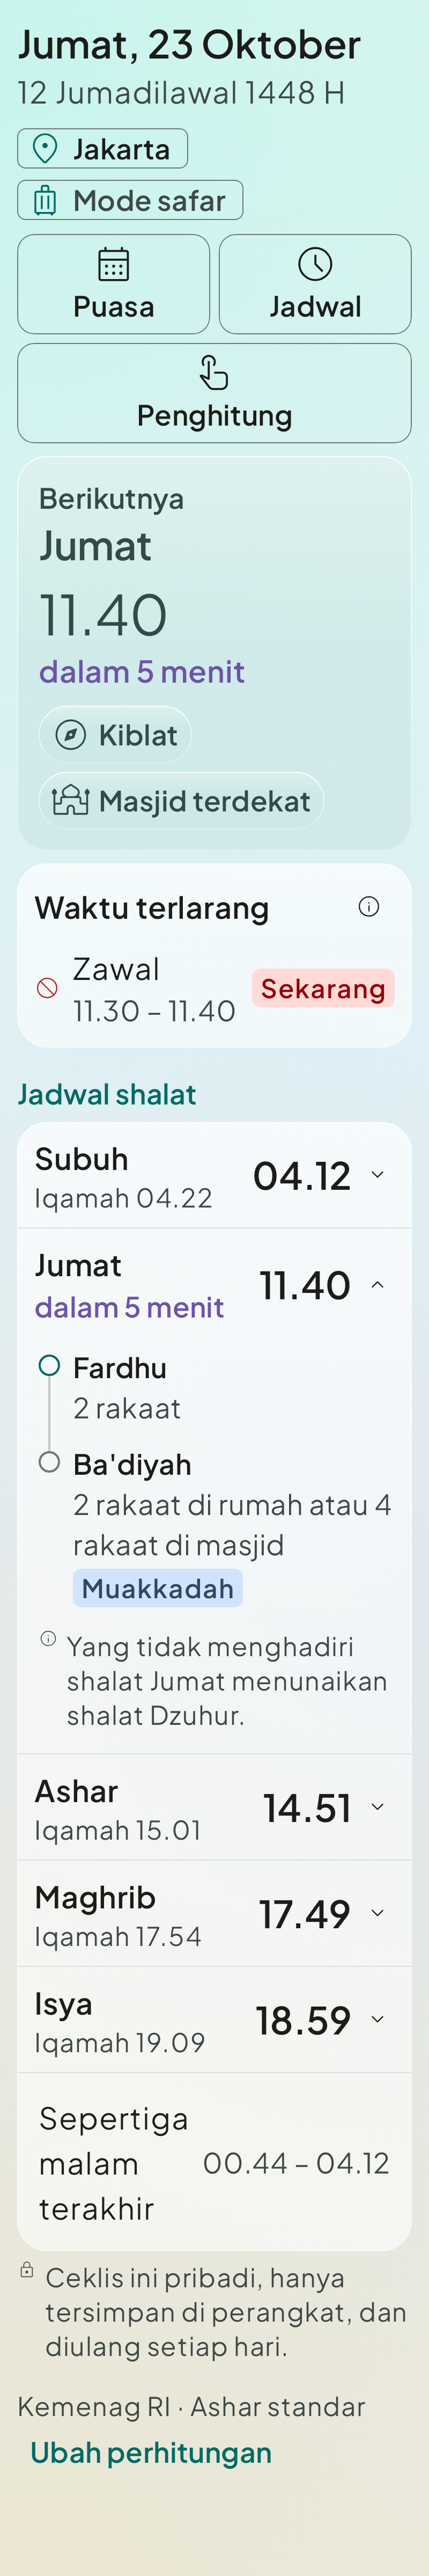 Jumat, 23 Oktober
12 Jumadilawal 1448 H
Jakarta
Mode safar
Puasa
Jadwal
Penghitung
Berikutnya
Jumat
11.40
dalam 5 menit
Kiblat
Masjid terdekat
Waktu terlarang
Zawal
11.30 – 11.40
Sekarang
Jadwal shalat
Subuh
Iqamah 04.22
04.12
Jumat
dalam 5 menit
11.40
Fardhu
2 rakaat
Ba'diyah
2 rakaat di rumah atau 4
rakaat di masjid
Muakkadah
Yang tidak menghadiri
shalat Jumat menunaikan
shalat Dzuhur.
Ashar
Iqamah 15.01
14.51
Maghrib
Iqamah 17.54
17.49
Isya
Iqamah 19.09
18.59
Sepertiga
malam
terakhir
00.44 – 04.12
Ceklis ini pribadi, hanya
tersimpan di perangkat, dan
diulang setiap hari.
Kemenag RI · Ashar standar
Ubah perhitungan